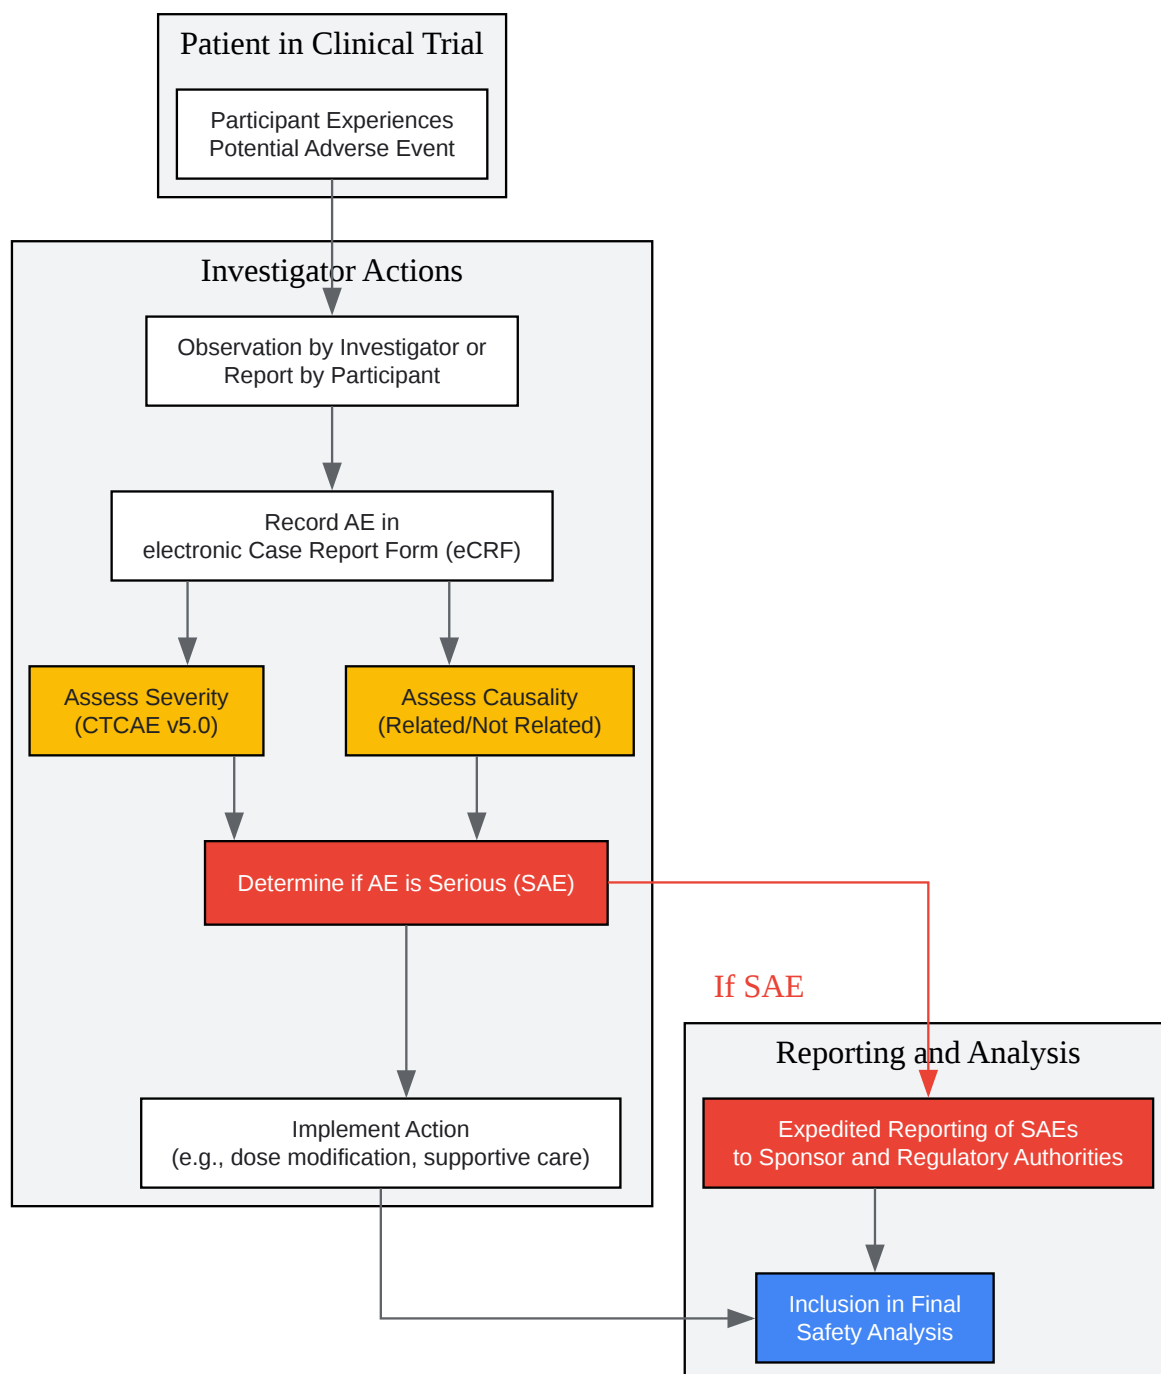 Patient in Clinical Trial
Participant Experiences
Potential Adverse Event
Investigator Actions
Observation by Investigator or
Report by Participant
Record AE in
electronic Case Report Form (eCRF)
Assess Severity
(CTCAE v5.0)
Assess Causality
(Related/Not Related)
Determine if AE is Serious (SAE)
If SAE
Reporting and Analysis
Implement Action
(e.g., dose modification, supportive care)
Expedited Reporting of SAEs
to Sponsor and Regulatory Authorities
Inclusion in Final
Safety Analysis